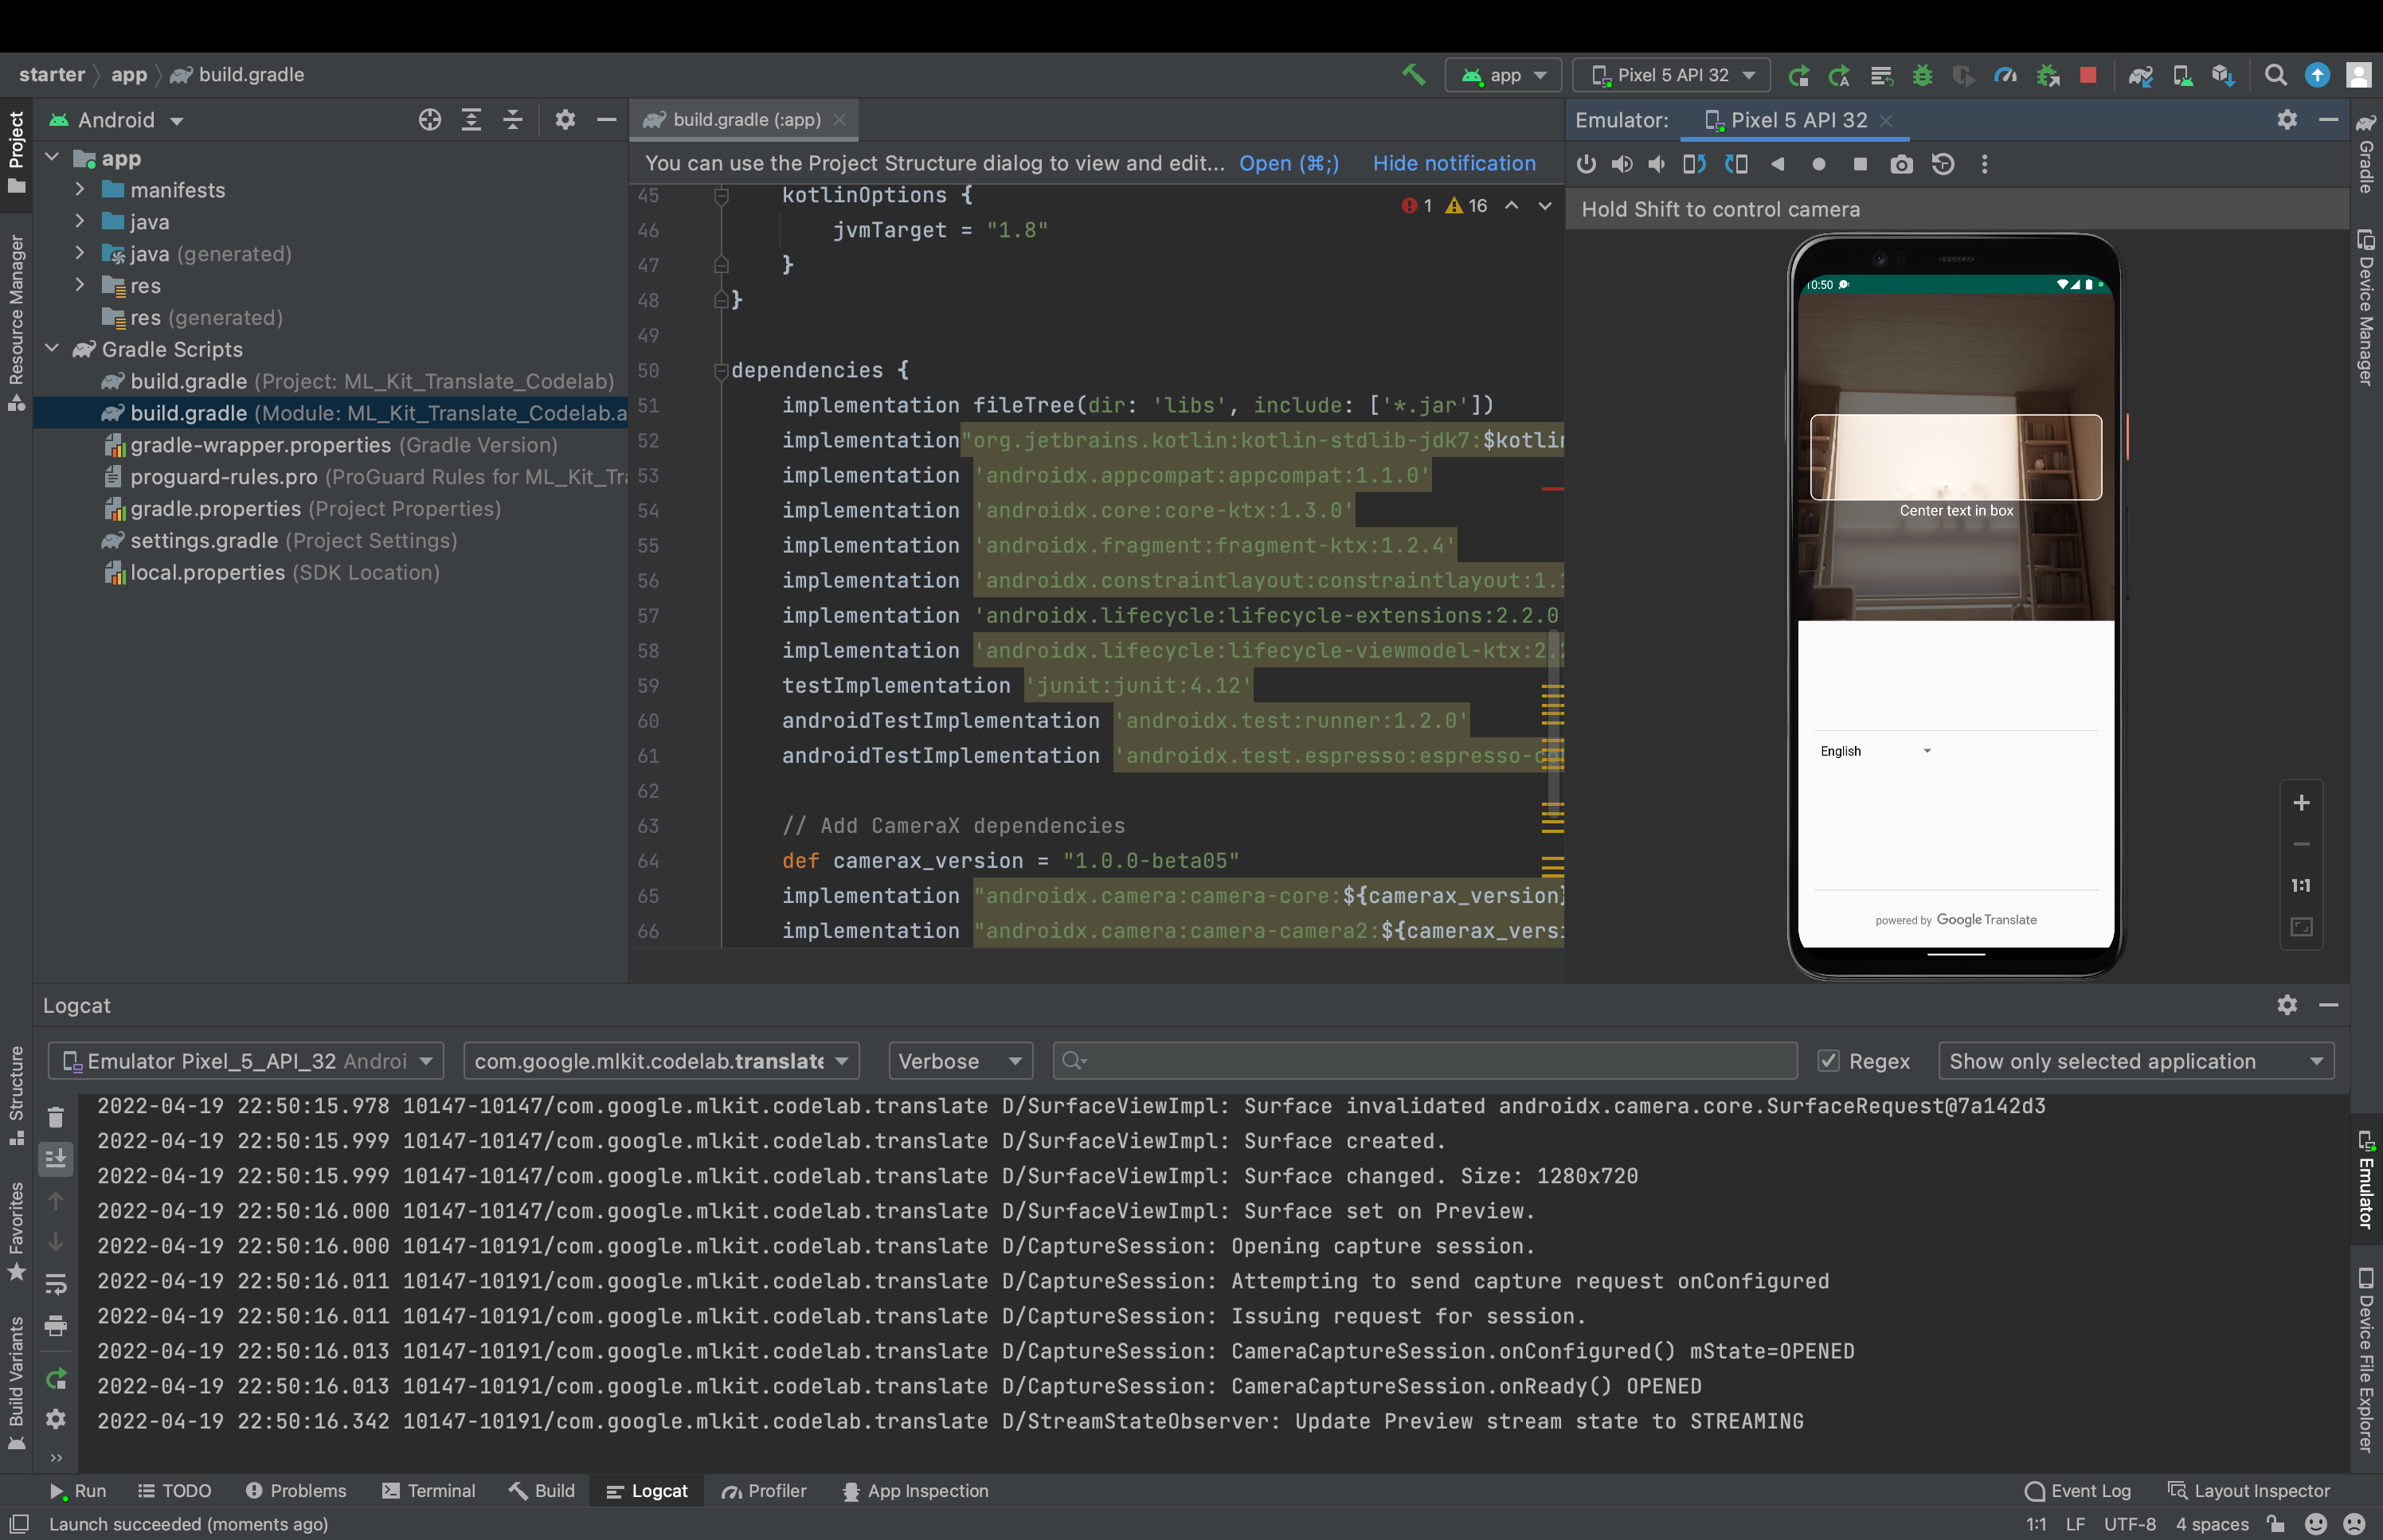 starter app build.gradle
app Pixel 5 API 32
Project
Resource Manager
Structure
Favorites
Build Variants
Android
app
manifests
java
java (generated)
res
res (generated)
Gradle Scripts
build.gradle (Project: ML_Kit_Translate_Codelab)
build.gradle (Module: ML_Kit_Translate_Codelab.a
gradle-wrapper.properties (Gradle Version)
proguard-rules.pro (ProGuard Rules for ML_Kit_Tra
gradle.properties (Project Properties)
settings.gradle (Project Settings)
local.properties (SDK Location)
build.gradle (:app)
You can use the Project Structure dialog to view and edit... Open (⌘;) Hide notification
1 16
45 kotlinOptions {
46 jvmTarget = "1.8"
47 }
48 }
49
50 dependencies {
51 implementation fileTree(dir: 'libs', include: ['*.jar'])
52 implementation"org.jetbrains.kotlin:kotlin-stdlib-jdk7:$kotlin
53 implementation 'androidx.appcompat:appcompat:1.1.0'
54 implementation 'androidx.core:core-ktx:1.3.0'
55 implementation 'androidx.fragment:fragment-ktx:1.2.4'
56 implementation 'androidx.constraintlayout:constraintlayout:1.1
57 implementation 'androidx.lifecycle:lifecycle-extensions:2.2.0
58 implementation 'androidx.lifecycle:lifecycle-viewmodel-ktx:2.2
59 testImplementation 'junit:junit:4.12'
60 androidTestImplementation 'androidx.test:runner:1.2.0'
61 androidTestImplementation 'androidx.test.espresso:espresso-co
62
63 // Add CameraX dependencies
64 def camerax_version = "1.0.0-beta05"
65 implementation "androidx.camera:camera-core:${camerax_version}
66 implementation "androidx.camera:camera-camera2:${camerax_versi
Emulator: Pixel 5 API 32
Hold Shift to control camera
10:50
Center text in box
English
powered by Google Translate
1:1
Gradle
Device Manager
Emulator
Device File Explorer
Logcat
Emulator Pixel_5_API_32 Androi com.google.mlkit.codelab.translate Verbose Regex Show only selected application
2022-04-19 22:50:15.978 10147-10147/com.google.mlkit.codelab.translate D/SurfaceViewImpl: Surface invalidated androidx.camera.core.SurfaceRequest@7a142d3
2022-04-19 22:50:15.999 10147-10147/com.google.mlkit.codelab.translate D/SurfaceViewImpl: Surface created.
2022-04-19 22:50:15.999 10147-10147/com.google.mlkit.codelab.translate D/SurfaceViewImpl: Surface changed. Size: 1280x720
2022-04-19 22:50:16.000 10147-10147/com.google.mlkit.codelab.translate D/SurfaceViewImpl: Surface set on Preview.
2022-04-19 22:50:16.000 10147-10191/com.google.mlkit.codelab.translate D/CaptureSession: Opening capture session.
2022-04-19 22:50:16.011 10147-10191/com.google.mlkit.codelab.translate D/CaptureSession: Attempting to send capture request onConfigured
2022-04-19 22:50:16.011 10147-10191/com.google.mlkit.codelab.translate D/CaptureSession: Issuing request for session.
2022-04-19 22:50:16.013 10147-10191/com.google.mlkit.codelab.translate D/CaptureSession: CameraCaptureSession.onConfigured() mState=OPENED
2022-04-19 22:50:16.013 10147-10191/com.google.mlkit.codelab.translate D/CaptureSession: CameraCaptureSession.onReady() OPENED
2022-04-19 22:50:16.342 10147-10191/com.google.mlkit.codelab.translate D/StreamStateObserver: Update Preview stream state to STREAMING
Run TODO Problems Terminal Build Logcat Profiler App Inspection Event Log Layout Inspector
Launch succeeded (moments ago) 1:1 LF UTF-8 4 spaces